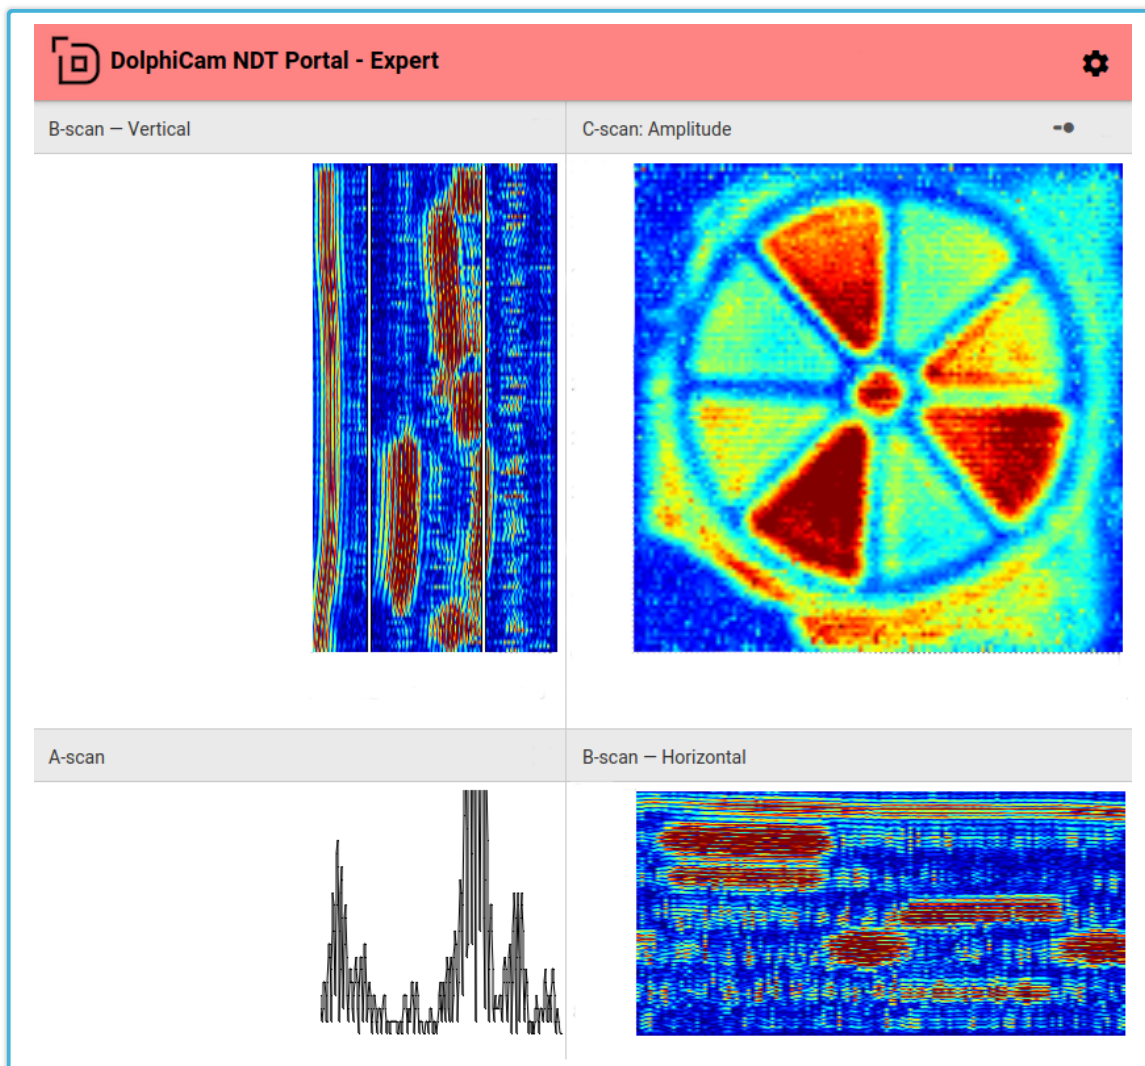 DolphiCam NDT Portal - Expert
B-scan — Vertical
C-scan: Amplitude
A-scan
B-scan — Horizontal